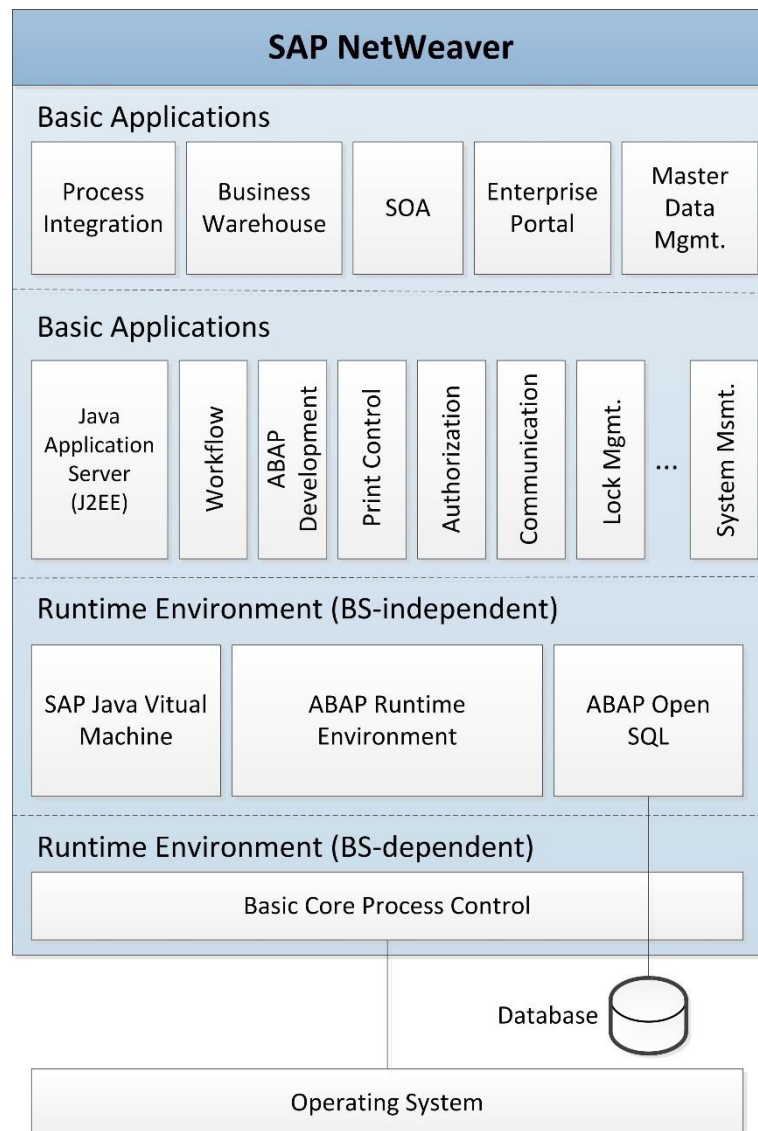 SAP NetWeaver
Basic Applications
Process
Integration
Business
Warehouse
SOA
Enterprise
Portal
Master
Data
Mgmt.
Basic Applications
Java
Application
Server
(J2EE)
Workflow
ABAP
Development
Print Control
Authorization
Communication
Lock Mgmt.
...
System Msmt.
Runtime Environment (BS-independent)
SAP Java Vitual
Machine
ABAP Runtime
Environment
ABAP Open
SQL
Runtime Environment (BS-dependent)
Basic Core Process Control
Database
Operating System